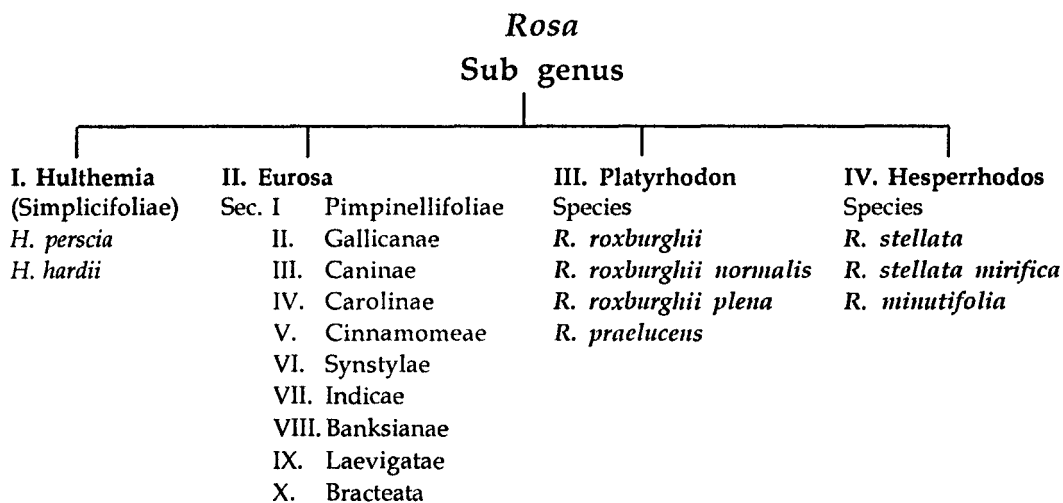 Rosa
Sub genus
I. Hulthemia
(Simplicifoliae)
H. perscia
H. hardii
II. Eurosa
Sec. I Pimpinellifoliae
II. Gallicanae
III. Caninae
IV. Carolinae
V. Cinnamomeae
VI. Synstylae
VII. Indicae
VIII. Banksianae
IX. Laevigatae
X. Bracteata
III. Platyrhodon
Species
R. roxburghii
R. roxburghii normalis
R. roxburghii plena
R. praelucens
IV. Hesperrhodos
Species
R. stellata
R. stellata mirifica
R. minutifolia